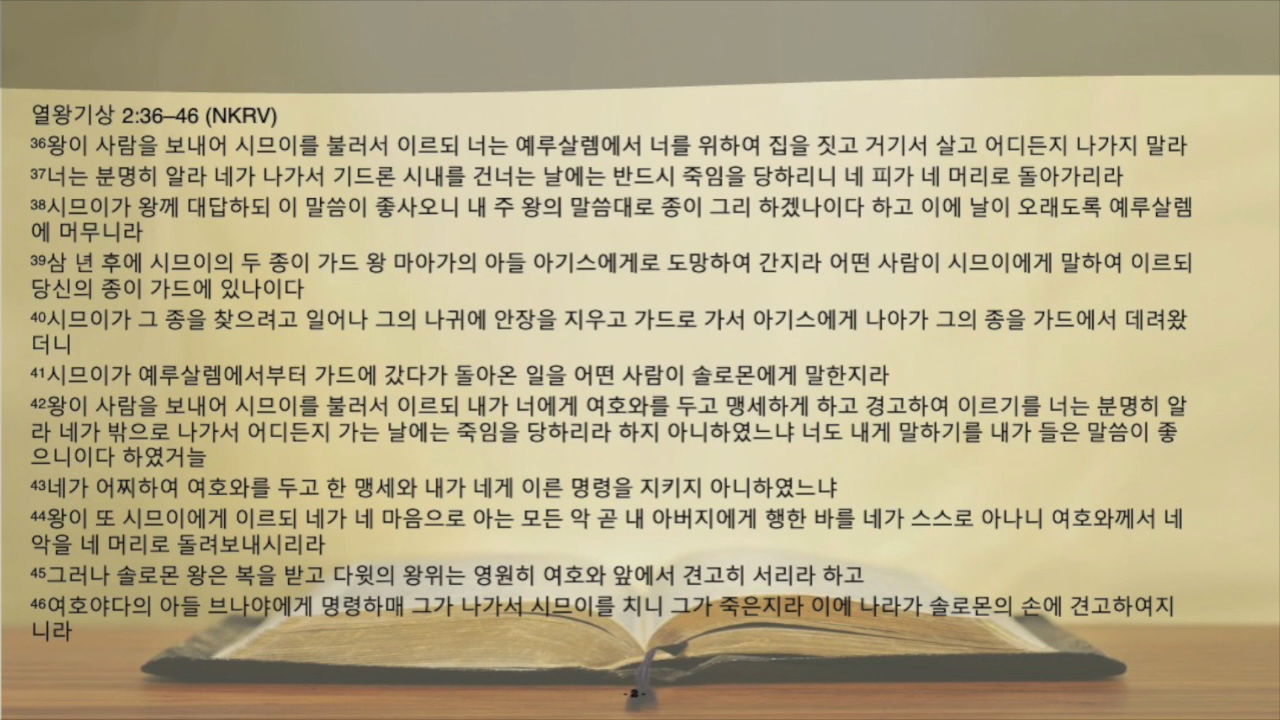 열왕기상 2:36–46 (NKRV)
36왕이 사람을 보내어 시므이를 불러서 이르되 너는 예루살렘에서 너를 위하여 집을 짓고 거기서 살고 어디든지 나가지 말라
37너는 분명히 알라 네가 나가서 기드론 시내를 건너는 날에는 반드시 죽임을 당하리니 네 피가 네 머리로 돌아가리라
38시므이가 왕께 대답하되 이 말씀이 좋사오니 내 주 왕의 말씀대로 종이 그리 하겠나이다 하고 이에 날이 오래도록 예루살렘
에 머무니라
39삼 년 후에 시므이의 두 종이 가드 왕 마아가의 아들 아기스에게로 도망하여 간지라 어떤 사람이 시므이에게 말하여 이르되
당신의 종이 가드에 있나이다
40시므이가 그 종을 찾으려고 일어나 그의 나귀에 안장을 지우고 가드로 가서 아기스에게 나아가 그의 종을 가드에서 데려왔
더니
41시므이가 예루살렘에서부터 가드에 갔다가 돌아온 일을 어떤 사람이 솔로몬에게 말한지라
42왕이 사람을 보내어 시므이를 불러서 이르되 내가 너에게 여호와를 두고 맹세하게 하고 경고하여 이르기를 너는 분명히 알
라 네가 밖으로 나가서 어디든지 가는 날에는 죽임을 당하리라 하지 아니하였느냐 너도 내게 말하기를 내가 들은 말씀이 좋
으니이다 하였거늘
43네가 어찌하여 여호와를 두고 한 맹세와 내가 네게 이른 명령을 지키지 아니하였느냐
44왕이 또 시므이에게 이르되 네가 네 마음으로 아는 모든 악 곧 내 아버지에게 행한 바를 네가 스스로 아나니 여호와께서 네
악을 네 머리로 돌려보내시리라
45그러나 솔로몬 왕은 복을 받고 다윗의 왕위는 영원히 여호와 앞에서 견고히 서리라 하고
46여호야다의 아들 브나야에게 명령하매 그가 나가서 시므이를 치니 그가 죽은지라 이에 나라가 솔로몬의 손에 견고하여지
니라
- 2 -